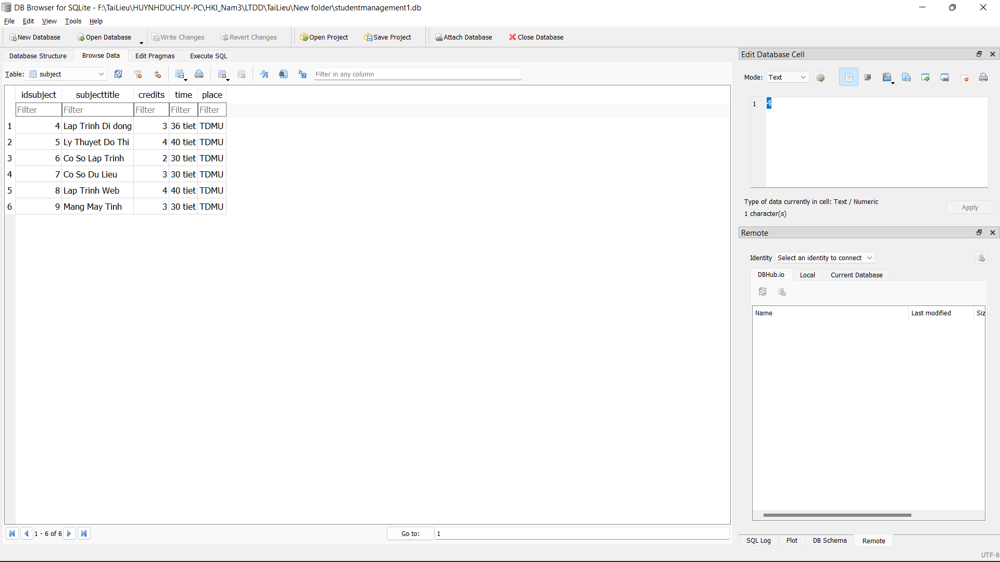 DB Browser for SQLite - F:\TaiLieu\HUYNHDUCHUY-PC\HKI_Nam3\LTDD\TaiLieu\New folder\studentmanagement1.db
File Edit View Tools Help
New Database Open Database Write Changes Revert Changes Open Project Save Project Attach Database Close Database
Database Structure Browse Data Edit Pragmas Execute SQL
Table: subject Filter in any column
idsubject subjecttitle credits time place
Filter Filter Filter Filter Filter
1 4 Lap Trinh Di dong 3 36 tiet TDMU
2 5 Ly Thuyet Do Thi 4 40 tiet TDMU
3 6 Co So Lap Trinh 2 30 tiet TDMU
4 7 Co So Du Lieu 3 30 tiet TDMU
5 8 Lap Trinh Web 4 40 tiet TDMU
6 9 Mang May Tinh 3 30 tiet TDMU
1 - 6 of 6 Go to: 1
Edit Database Cell
Mode: Text
1 4
Type of data currently in cell: Text / Numeric
1 character(s)
Apply
Remote
Identity Select an identity to connect
DBHub.io Local Current Database
Name Last modified Siz
SQL Log Plot DB Schema Remote
UTF-8